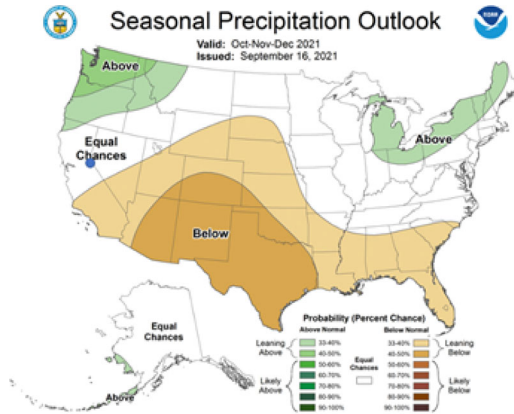 Seasonal Precipitation Outlook
Valid: Oct-Nov-Dec 2021
Issued: September 16, 2021
Above
Equal
Chances
Above
Below
Equal
Chances
Above
Probability (Percent Chance)
Above Normal
Below Normal
Leaning
Above
Likely
Above
33-40%
40-50%
50-60%
60-70%
70-80%
80-90%
90-100%
Equal
Chances
33-40%
40-50%
50-60%
60-70%
70-80%
80-90%
90-100%
Leaning
Below
Likely
Below